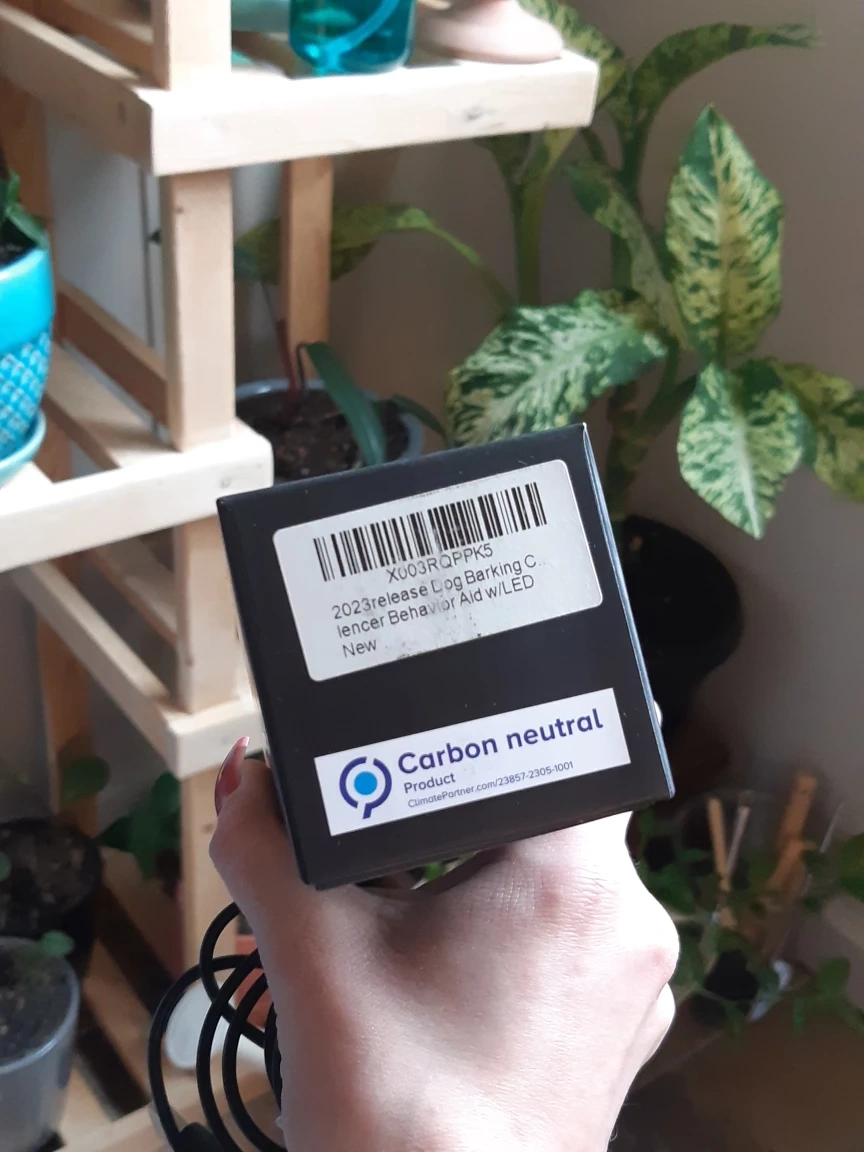 X003RQPPK5
2023release Dog Barking C...
lencer Behavior Aid w/LED
New
Carbon neutral
Product
ClimatePartner.com/23857-2305-1001